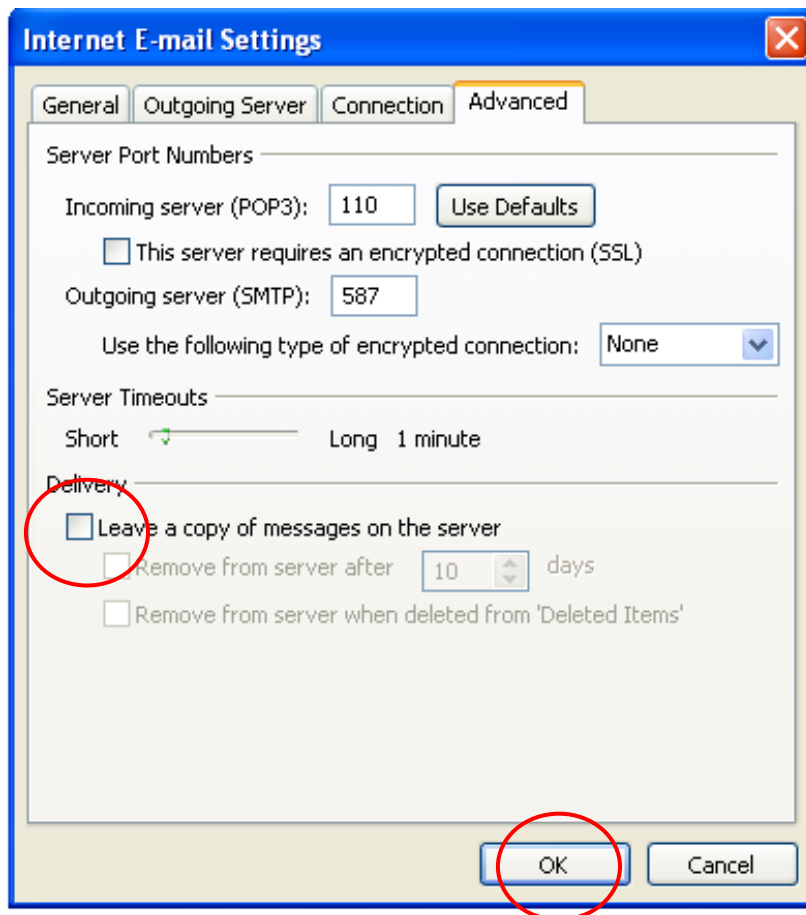 Internet E-mail Settings
General Outgoing Server Connection Advanced
Server Port Numbers
Incoming server (POP3): 110 Use Defaults
This server requires an encrypted connection (SSL)
Outgoing server (SMTP): 587
Use the following type of encrypted connection: None
Server Timeouts
Short Long 1 minute
Delivery
Leave a copy of messages on the server
Remove from server after 10 days
Remove from server when deleted from 'Deleted Items'
OK Cancel